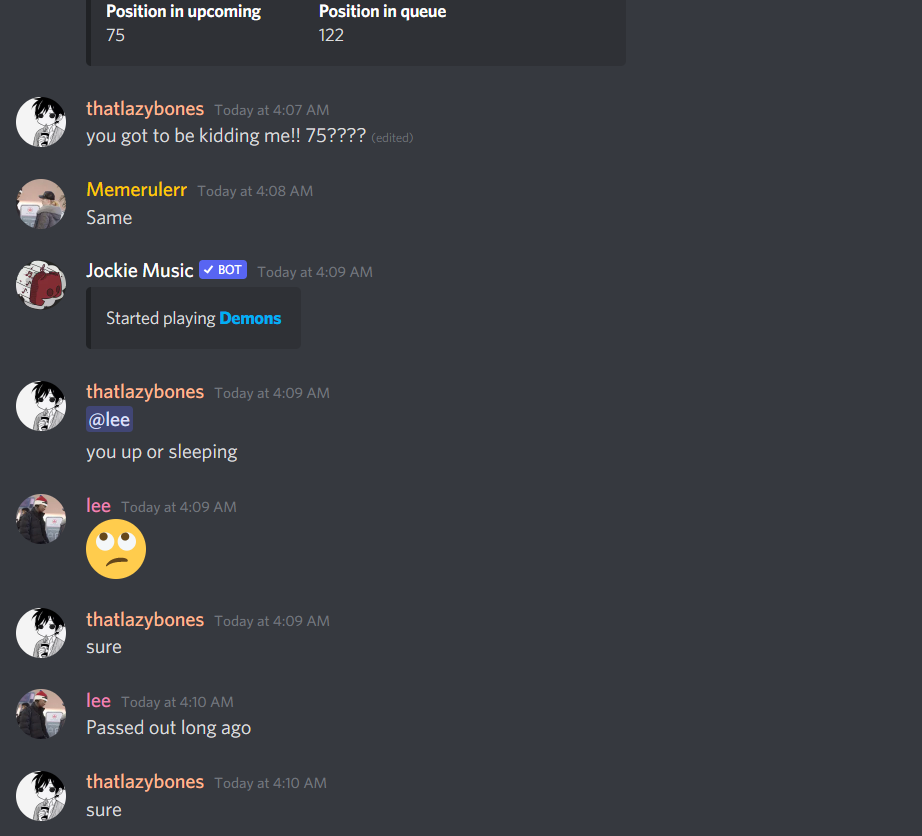 Position in upcoming Position in queue
75 122
thatlazybones Today at 4:07 AM
you got to be kidding me!! 75???? (edited)
Memerulerr Today at 4:08 AM
Same
Jockie Music ✓ BOT Today at 4:09 AM
Started playing Demons
thatlazybones Today at 4:09 AM
@lee
you up or sleeping
lee Today at 4:09 AM
thatlazybones Today at 4:09 AM
sure
lee Today at 4:10 AM
Passed out long ago
thatlazybones Today at 4:10 AM
sure